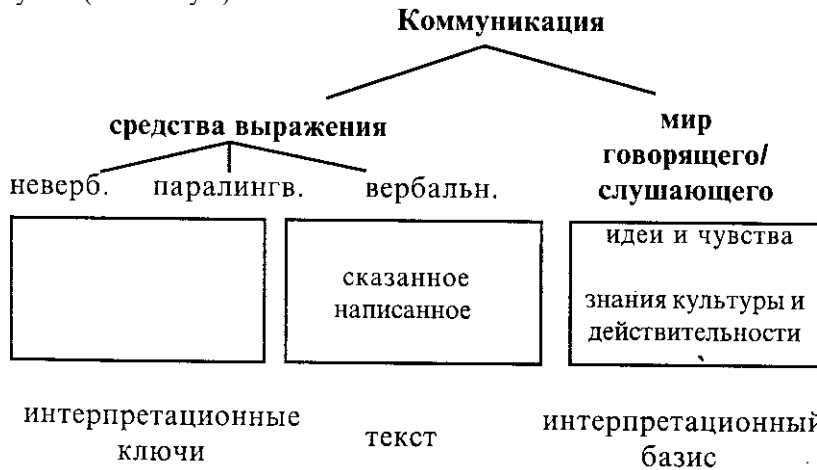 Коммуникация
средства выражения
мир
говорящего/
слушающего
неверб. паралингв. вербальн.
идеи и чувства
сказанное
написанное
знания культуры и
действительности
интерпретационные
ключи
текст
интерпретационный
базис